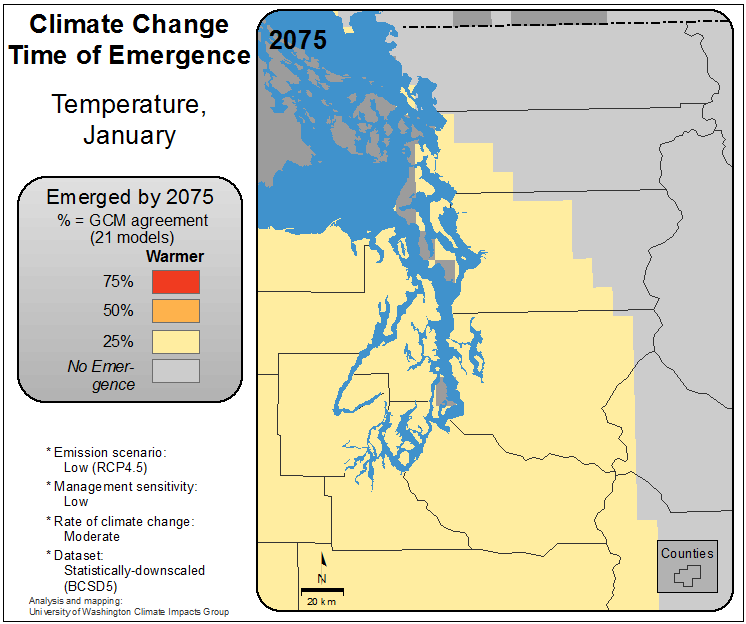 Climate Change
Time of Emergence
Temperature,
January
Emerged by 2075
% = GCM agreement
(21 models)
Warmer
75%
50%
25%
No Emer-
gence
* Emission scenario:
Low (RCP4.5)
* Management sensitivity:
Low
* Rate of climate change:
Moderate
* Dataset:
Statistically-downscaled
(BCSD5)
Analysis and mapping:
University of Washington Climate Impacts Group
2075
N
20 km
Counties